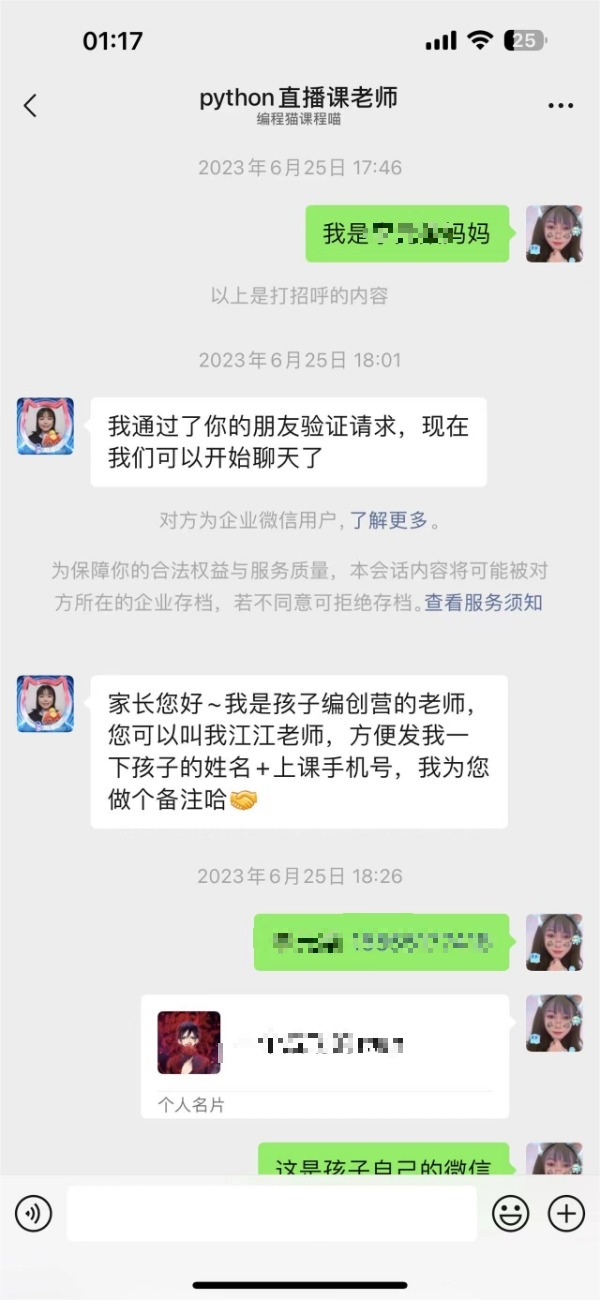 01:17
25
python直播课老师
编程猫课程喵
2023年6月25日 17:46
我是妈妈
以上是打招呼的内容
2023年6月25日 18:01
我通过了你的朋友验证请求，现在
我们可以开始聊天了
对方为企业微信用户，了解更多。
为保障你的合法权益与服务质量，本会话内容将可能被对
方所在的企业存档，若不同意可拒绝存档。查看服务须知
家长您好~我是孩子编创营的老师，
您可以叫我江江老师，方便发我一
下孩子的姓名+上课手机号，我为您
做个备注哈🤝
2023年6月25日 18:26
个人名片
这是孩子自己的微信